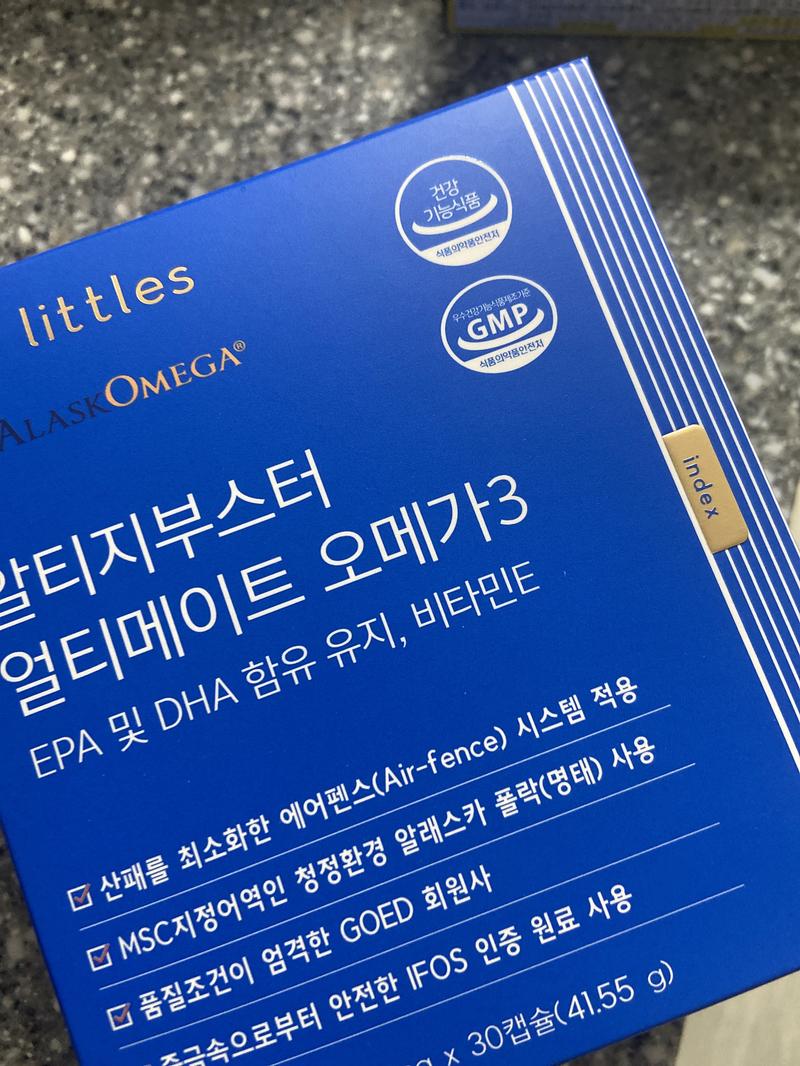 건강
기능식품
식품의약품안전처
우수건강기능식품제조기준
GMP
식품의약품안전처
littles
ALASKOMEGA®
index
알티지부스터
얼티메이트 오메가3
EPA 및 DHA 함유 유지, 비타민E
산패를 최소화한 에어펜스(Air-fence) 시스템 적용
MSC지정어역인 청정환경 알래스카 폴락(명태) 사용
품질조건이 엄격한 GOED 회원사
중금속으로부터 안전한 IFOS 인증 원료 사용
x 30캡슐(41.55 g)